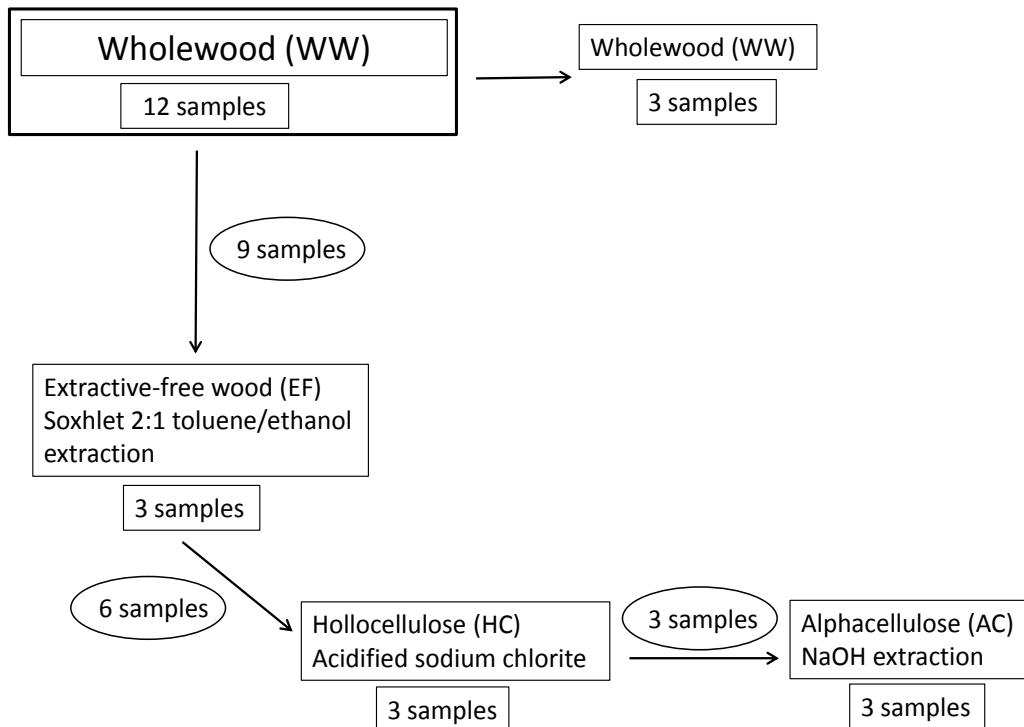 Wholewood (WW)
12 samples
Wholewood (WW)
3 samples
9 samples
Extractive-free wood (EF)
Soxhlet 2:1 toluene/ethanol
extraction
3 samples
6 samples
Hollocellulose (HC)
Acidified sodium chlorite
3 samples
3 samples
Alphacellulose (AC)
NaOH extraction
3 samples